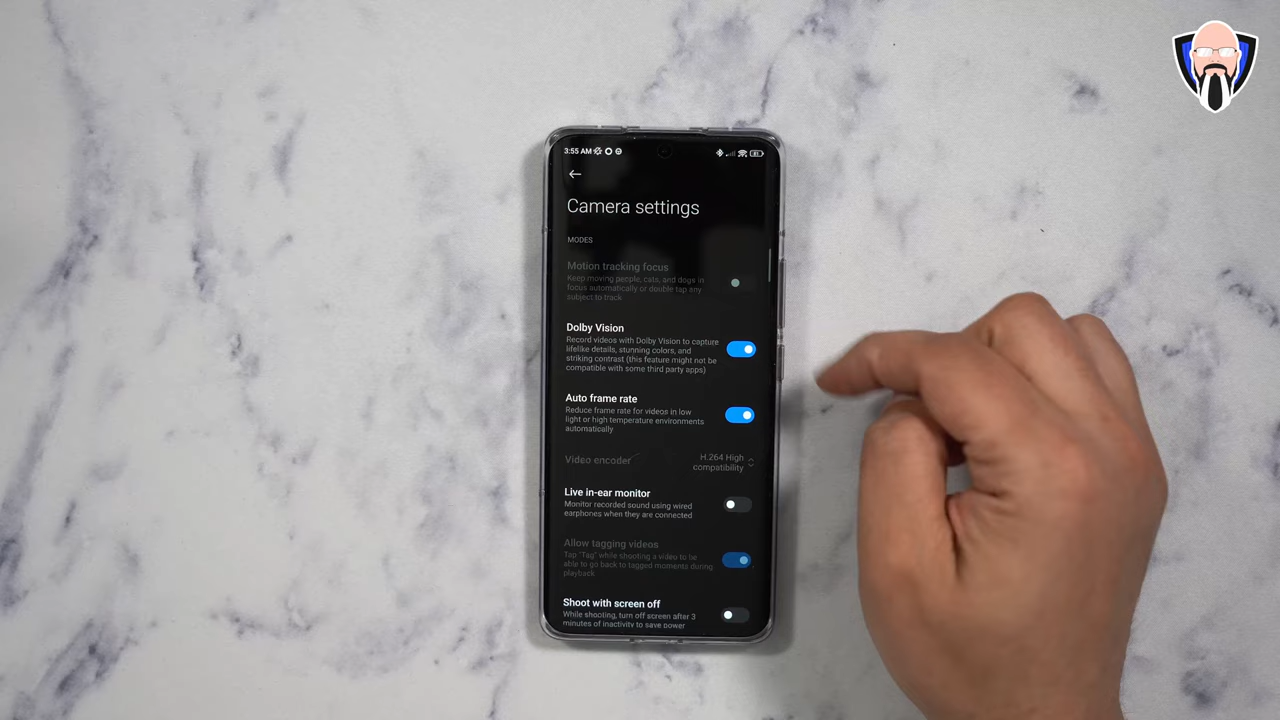 3:55 AM
Camera settings
MODES
Motion tracking focus
Keep moving people, cats, and dogs in
focus automatically or double tap any
subject to track
Dolby Vision
Record videos with Dolby Vision to capture
lifelike details, stunning colors, and
striking contrast (this feature might not be
compatible with some third party apps)
Auto frame rate
Reduce frame rate for videos in low
light or high temperature environments
automatically
Video encoder
H.264 High
compatibility
Live in-ear monitor
Monitor recorded sound using wired
earphones when they are connected
Allow tagging videos
Tap "Tag" while shooting a video to be
able to go back to tagged moments during
playback
Shoot with screen off
While shooting, turn off screen after 3
minutes of inactivity to save power